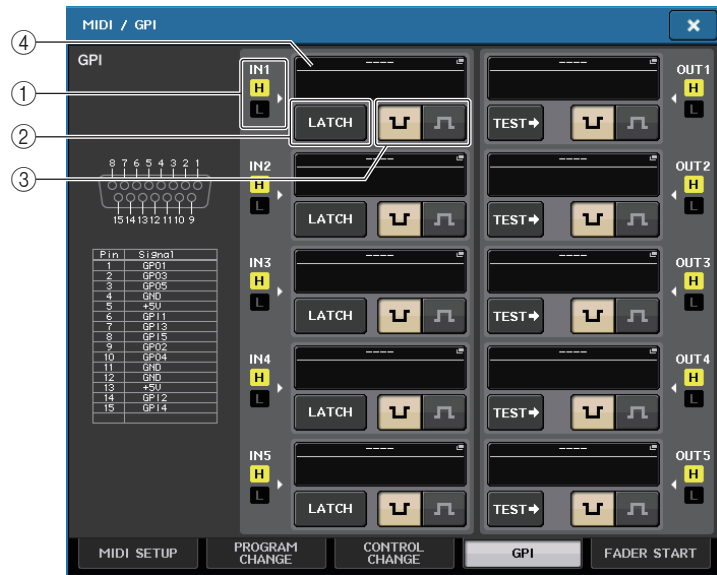 MIDI / GPI
×
GPI
④
①
②
③
IN1
H
L
----
LATCH
----
TEST➔
OUT1
H
L
8 7 6 5 4 3 2 1
15 14 13 12 11 10 9
IN2
H
L
----
LATCH
----
TEST➔
OUT2
H
L
Pin Signal
1 GPO1
2 GPO3
3 GPO5
4 GND
5 +5V
6 GPI1
7 GPI3
8 GPI5
9 GPO2
10 GPO4
11 GND
12 GND
13 +5V
14 GPI2
15 GPI4
IN3
H
L
----
LATCH
----
TEST➔
OUT3
H
L
IN4
H
L
----
LATCH
----
TEST➔
OUT4
H
L
IN5
H
L
----
LATCH
----
TEST➔
OUT5
H
L
MIDI SETUP
PROGRAM
CHANGE
CONTROL
CHANGE
GPI
FADER START